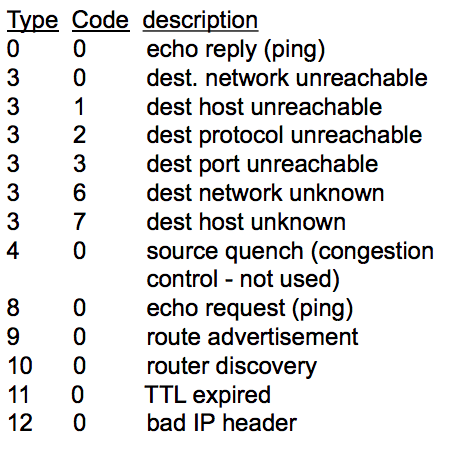 Type Code description
0 0 echo reply (ping)
3 0 dest. network unreachable
3 1 dest host unreachable
3 2 dest protocol unreachable
3 3 dest port unreachable
3 6 dest network unknown
3 7 dest host unknown
4 0 source quench (congestion
control - not used)
8 0 echo request (ping)
9 0 route advertisement
10 0 router discovery
11 0 TTL expired
12 0 bad IP header